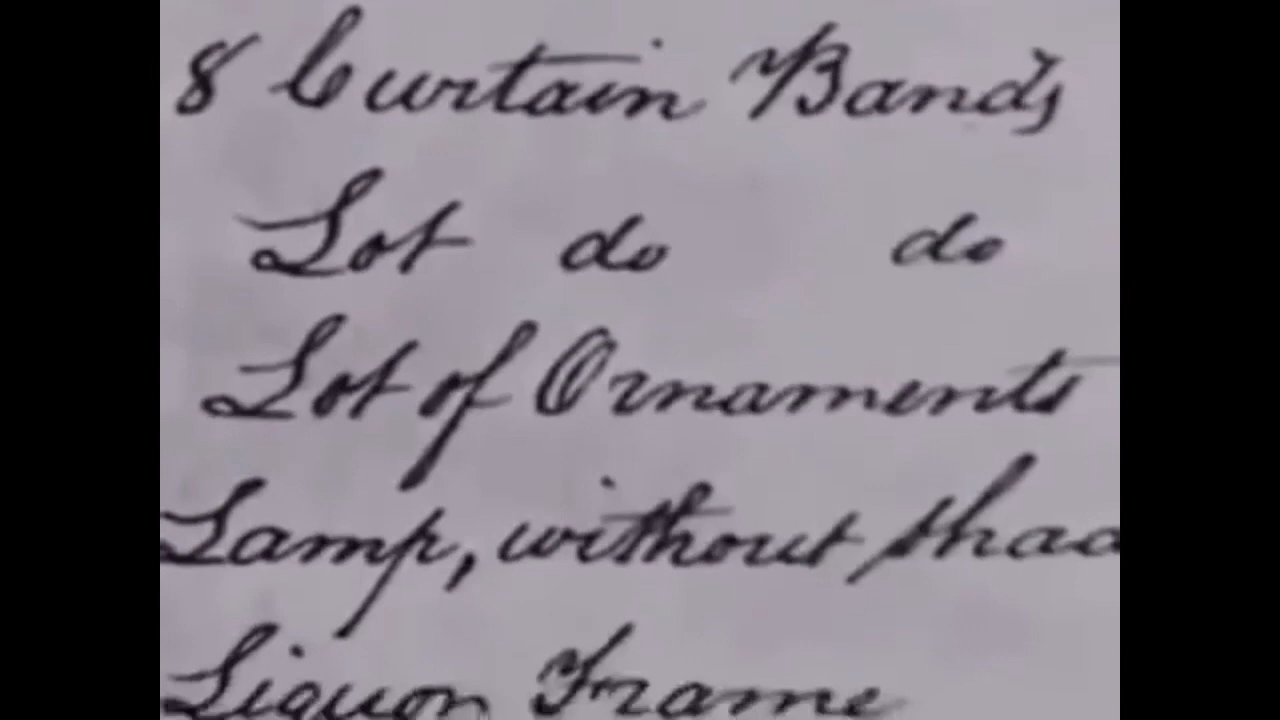 8 Curtain Bands
Lot do do
Lot of Ornaments
Lamp, without shad
Liquor Frame